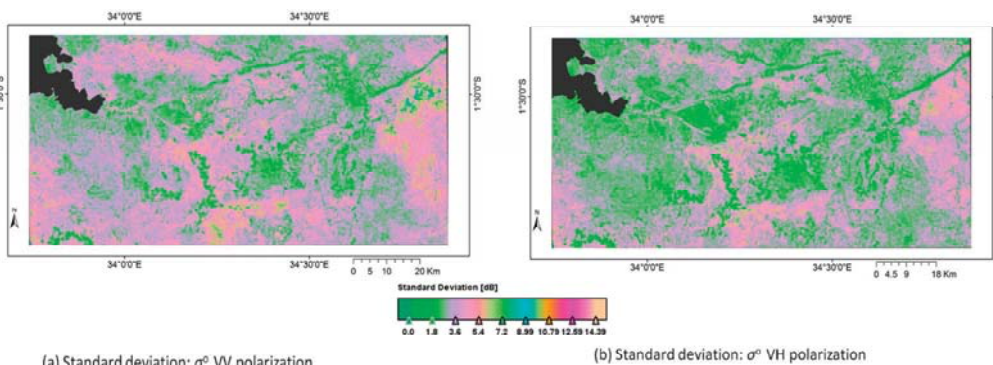 34°0'0"E 34°30'0"E 34°0'0"E 34°30'0"E
1°30'0"S 1°30'0"S 1°30'0"S
N N
34°0'0"E 34°30'0"E 34°0'0"E 34°30'0"E
0 5 10 20 Km 0 4.5 9 18 Km
Standard Deviation [dB]
0.0 1.8 3.6 5.4 7.2 8.99 10.79 12.59 14.39
(a) Standard deviation: σ° VV polarization
(b) Standard deviation: σ° VH polarization